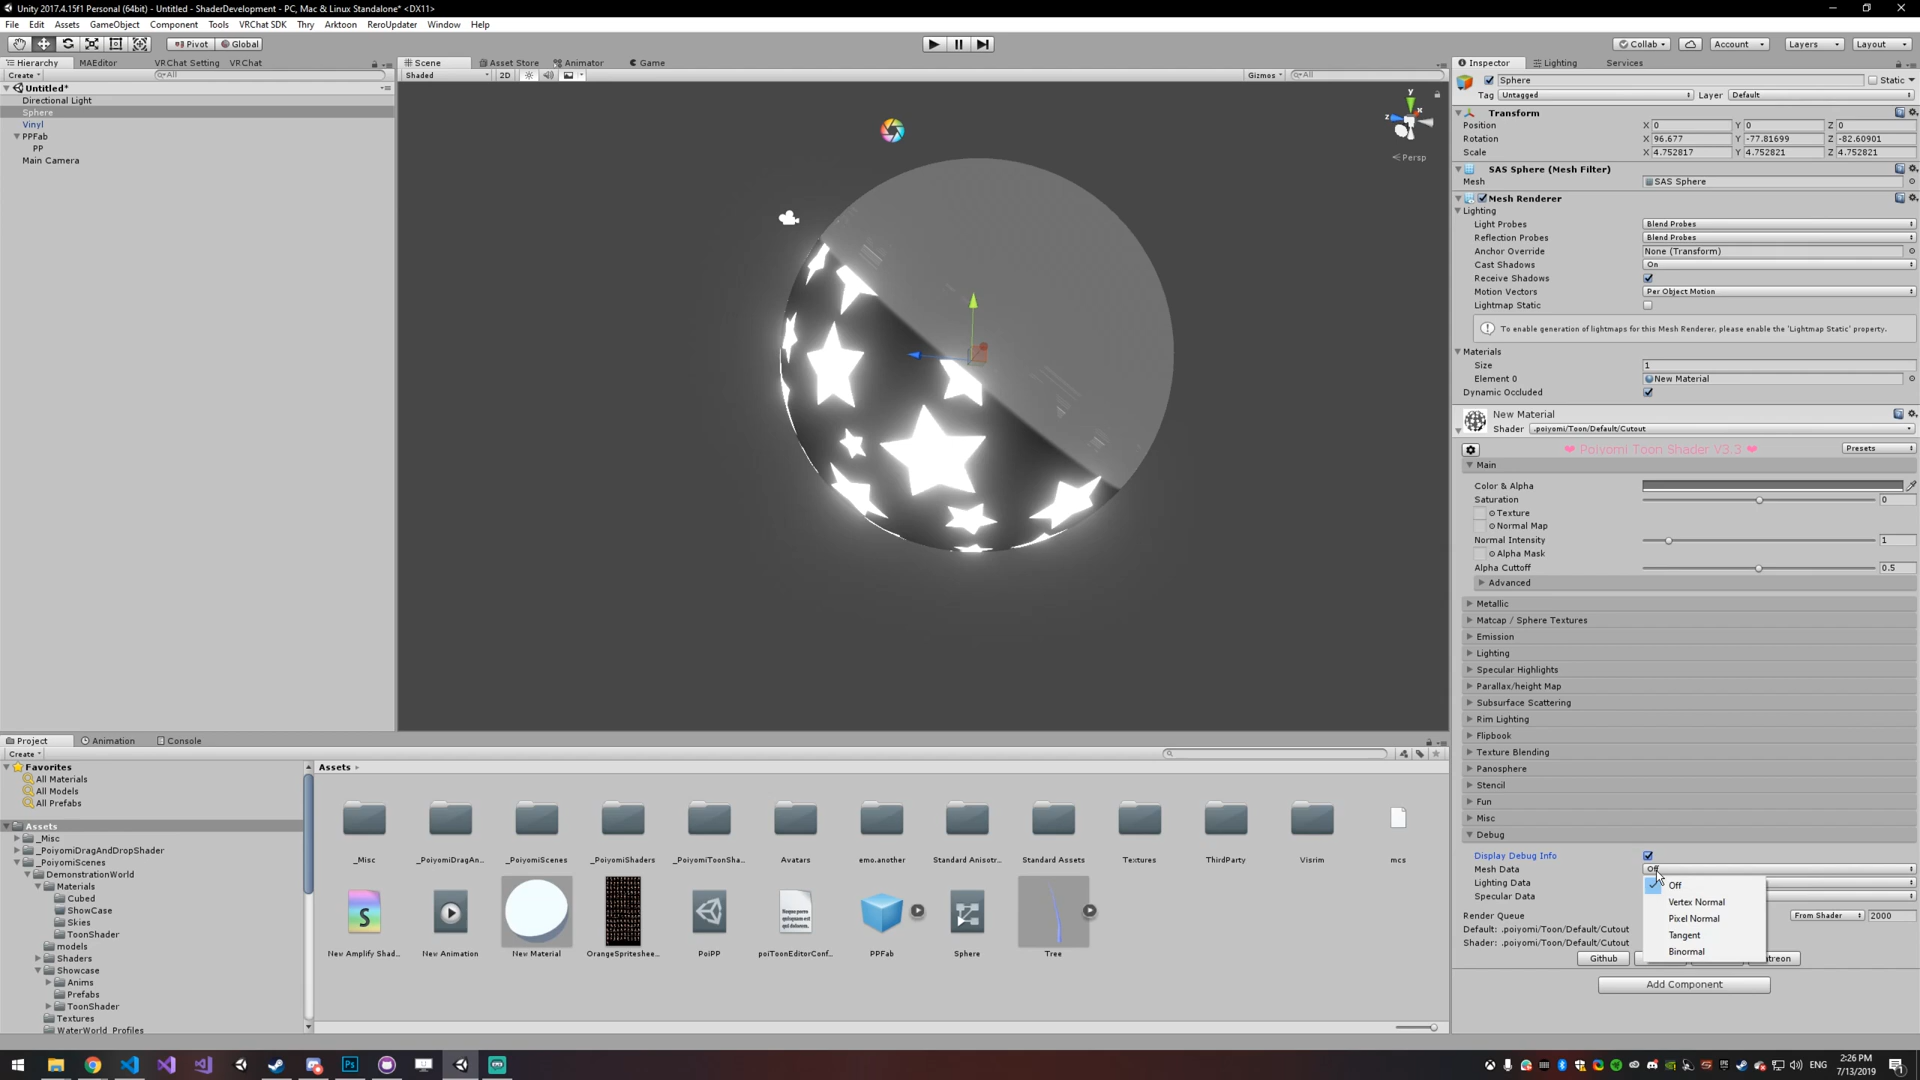 Unity 2017.4.15f1 Personal (64bit) - Untitled - ShaderDevelopment - PC, Mac & Linux Standalone* <DX11>
File Edit Assets GameObject Component Tools VRChat SDK Thry Arktoon ReroUpdater Window Help
Pivot Global Collab Account Layers Layout
Hierarchy MAEditor VRChat Setting VRChat
Create All
Untitled*
Directional Light
Sphere
Vinyl
PPFab
PP
Main Camera
Scene Asset Store Animator Game
Shaded 2D Gizmos All
y
x
z
Persp
Inspector Lighting Services
Sphere Static
Tag Untagged Layer Default
Transform
Position X 0 Y 0 Z 0
Rotation X 96.677 Y -77.81699 Z -82.60901
Scale X 4.752817 Y 4.752821 Z 4.752821
SAS Sphere (Mesh Filter)
Mesh SAS Sphere
Mesh Renderer
Lighting
Light Probes Blend Probes
Reflection Probes Blend Probes
Anchor Override None (Transform)
Cast Shadows On
Receive Shadows
Motion Vectors Per Object Motion
Lightmap Static
To enable generation of lightmaps for this Mesh Renderer, please enable the 'Lightmap Static' property.
Materials
Size 1
Element 0 New Material
Dynamic Occluded
New Material
Shader .poiyomi/Toon/Default/Cutout
❤ Poiyomi Toon Shader V3.3 ❤ Presets
Main
Color & Alpha
Saturation 0
Texture
Normal Map
Normal Intensity 1
Alpha Mask
Alpha Cuttoff 0.5
Advanced
Metallic
Matcap / Sphere Textures
Emission
Lighting
Specular Highlights
Parallax/height Map
Subsurface Scattering
Rim Lighting
Flipbook
Texture Blending
Panosphere
Stencil
Fun
Misc
Debug
Display Debug Info
Mesh Data Off
Lighting Data
Specular Data
Off
Vertex Normal
Pixel Normal
Tangent
Binormal
Render Queue From Shader 2000
Default: .poiyomi/Toon/Default/Cutout
Shader: .poiyomi/Toon/Default/Cutout
Github
Add Component
Project Animation Console
Create
Favorites
All Materials
All Models
All Prefabs
Assets
_Misc
_PoiyomiDragAndDropShader
_PoiyomiScenes
DemonstrationWorld
Materials
Cubed
ShowCase
Skies
ToonShader
models
Shaders
Showcase
Anims
Prefabs
ToonShader
Textures
WaterWorld_Profiles
Assets
_Misc _PoiyomiDragAn... _PoiyomiScenes _PoiyomiShaders _PoiyomiToonSha... Avatars emo.another Standard Anisotr... Standard Assets Textures ThirdParty Visrim mcs
New Amplify Shad... New Animation New Material OrangeSpriteshee... PoiPP poiToonEditorConf... PPFab Sphere Tree
ENG
2:26 PM
7/13/2019